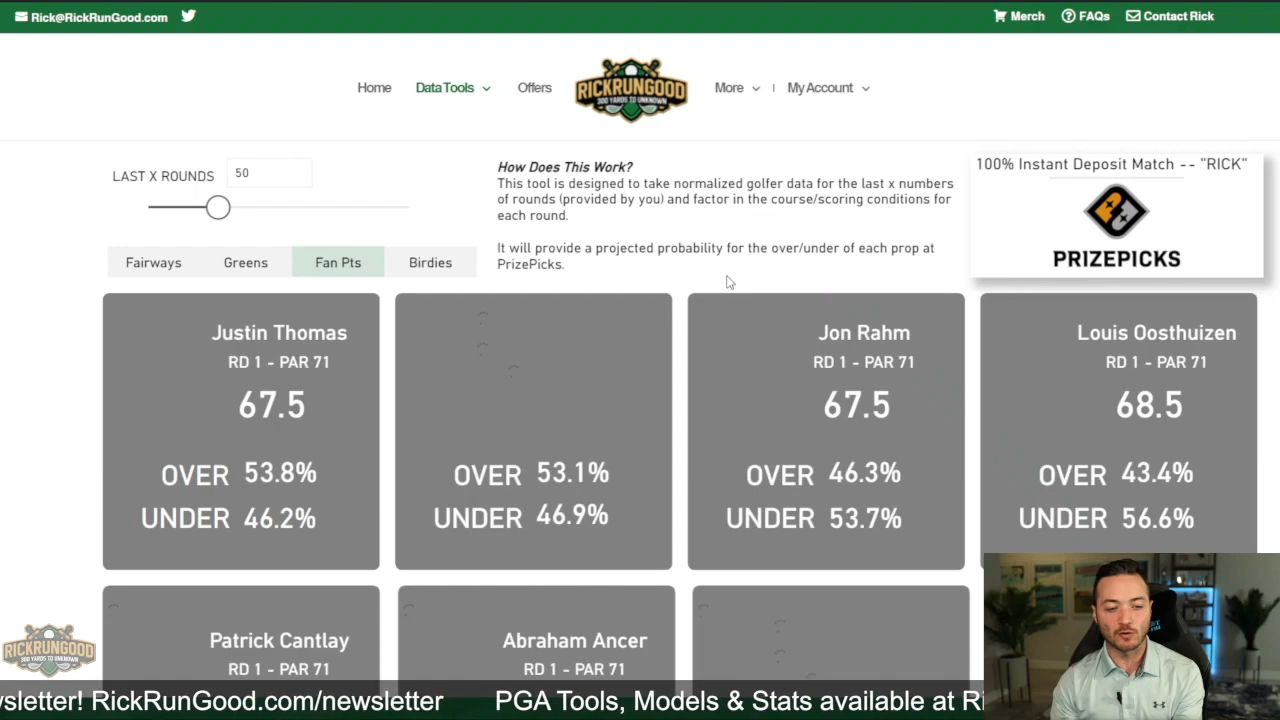 Rick@RickRunGood.com
Merch
FAQs
Contact Rick
Home
Data Tools
Offers
RICKRUNGOOD
300 YARDS TO UNKNOWN
More
|
My Account
LAST X ROUNDS
50
How Does This Work?
This tool is designed to take normalized golfer data for the last x numbers
of rounds (provided by you) and factor in the course/scoring conditions for
each round.
It will provide a projected probability for the over/under of each prop at
PrizePicks.
100% Instant Deposit Match -- "RICK"
PRIZEPICKS
Fairways
Greens
Fan Pts
Birdies
Justin Thomas
RD 1 - PAR 71
67.5
OVER 53.8%
UNDER 46.2%
OVER 53.1%
UNDER 46.9%
Jon Rahm
RD 1 - PAR 71
67.5
OVER 46.3%
UNDER 53.7%
Louis Oosthuizen
RD 1 - PAR 71
68.5
OVER 43.4%
UNDER 56.6%
Patrick Cantlay
RD 1 - PAR 71
Abraham Ancer
RD 1 - PAR 71
RICKRUNGOOD
300 YARDS TO UNKNOWN
wsletter! RickRunGood.com/newsletter
PGA Tools, Models & Stats available at Ri